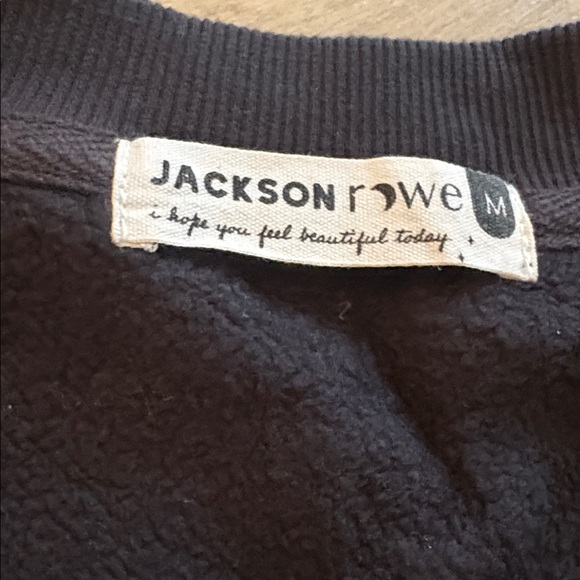 JACKSON rowe M
i hope you feel beautiful today